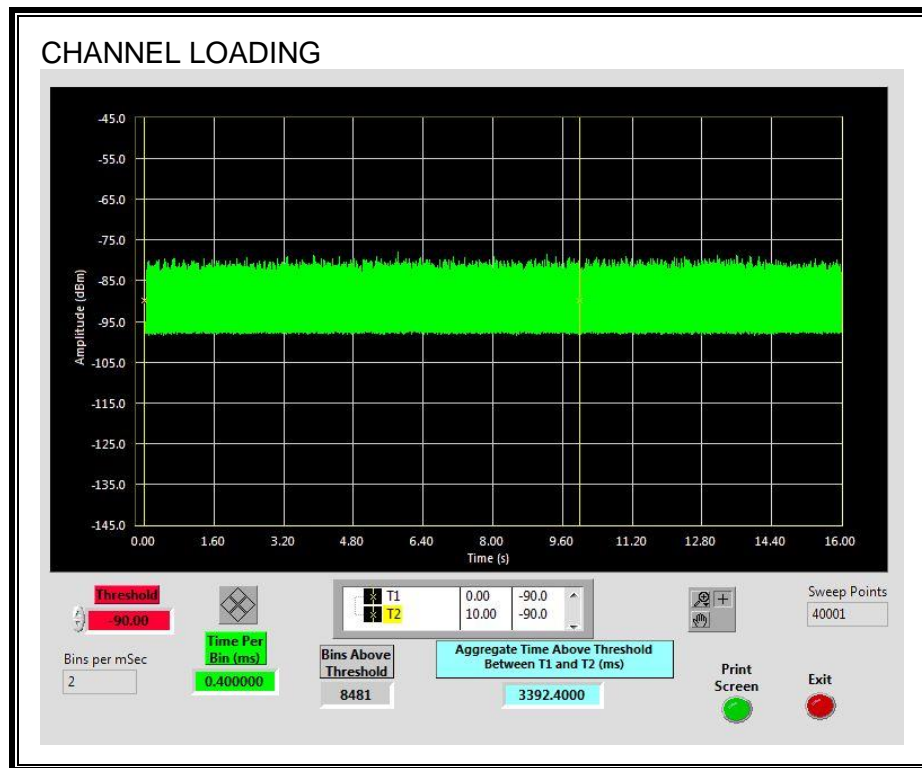 CHANNEL LOADING
-45.0
-55.0
-65.0
-75.0
-85.0
-95.0
-105.0
-115.0
-125.0
-135.0
-145.0
Amplitude (dBm)
0.00 1.60 3.20 4.80 6.40 8.00 9.60 11.20 12.80 14.40 16.00
Time (s)
Threshold
-90.00
Bins per mSec
2
Time Per
Bin (ms)
0.400000
T1 0.00 -90.0
T2 10.00 -90.0
Bins Above
Threshold
8481
Aggregate Time Above Threshold
Between T1 and T2 (ms)
3392.4000
Sweep Points
40001
Print
Screen
Exit